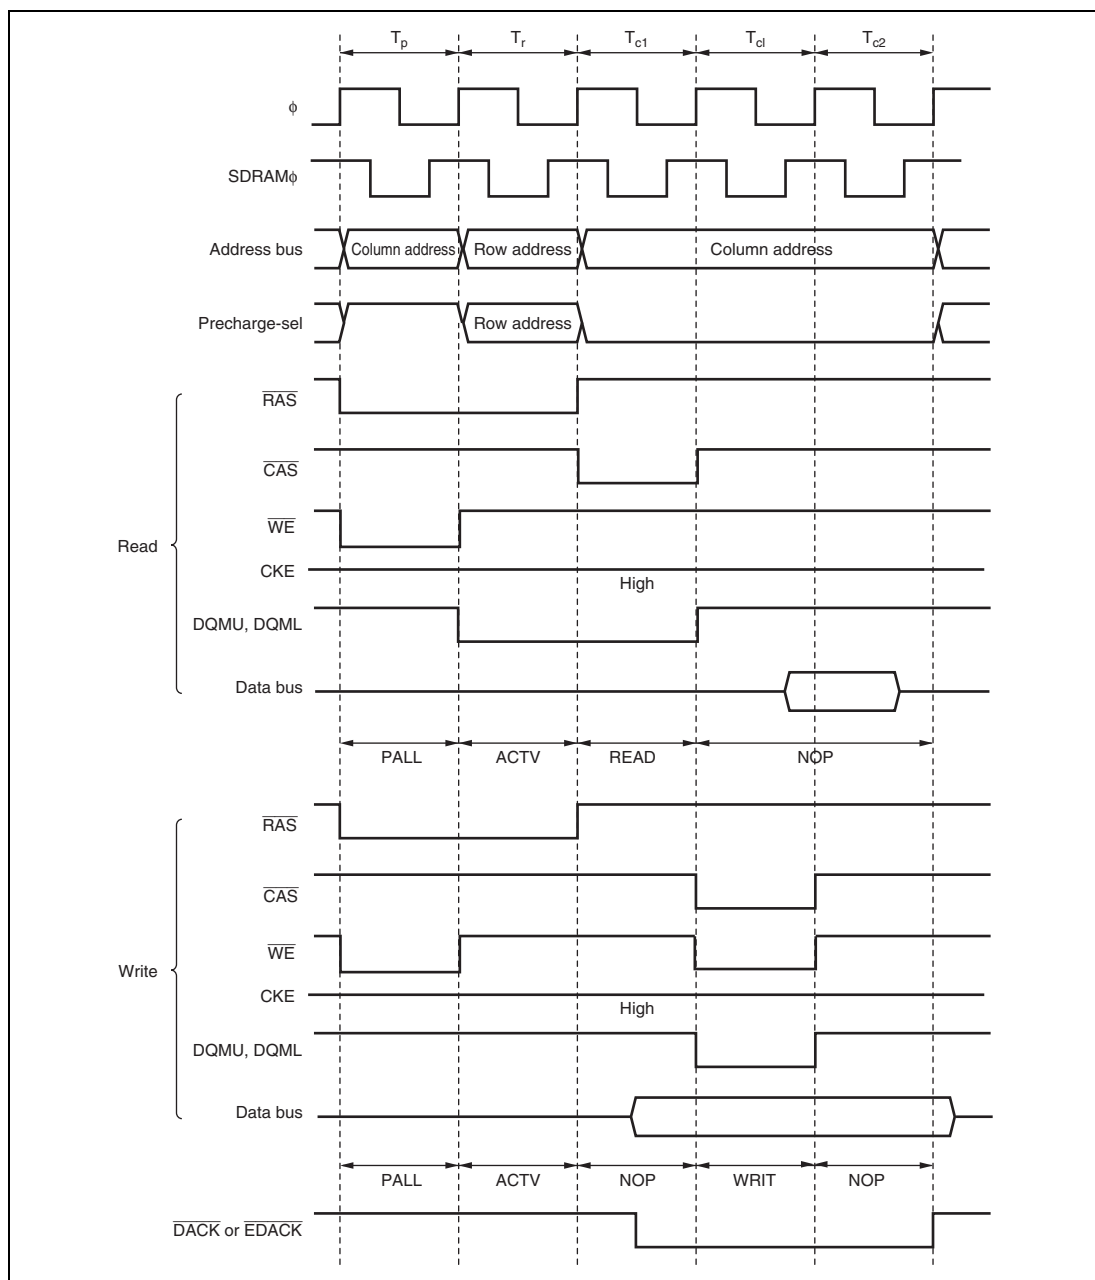 Tp Tr Tc1 Tcl Tc2
ϕ
SDRAMϕ
Address bus Column address Row address Column address
Precharge-sel Row address
RAS
CAS
WE
Read
CKE
High
DQMU, DQML
Data bus
PALL ACTV READ NOP
RAS
CAS
WE
Write
CKE
High
DQMU, DQML
Data bus
PALL ACTV NOP WRIT NOP
DACK or EDACK